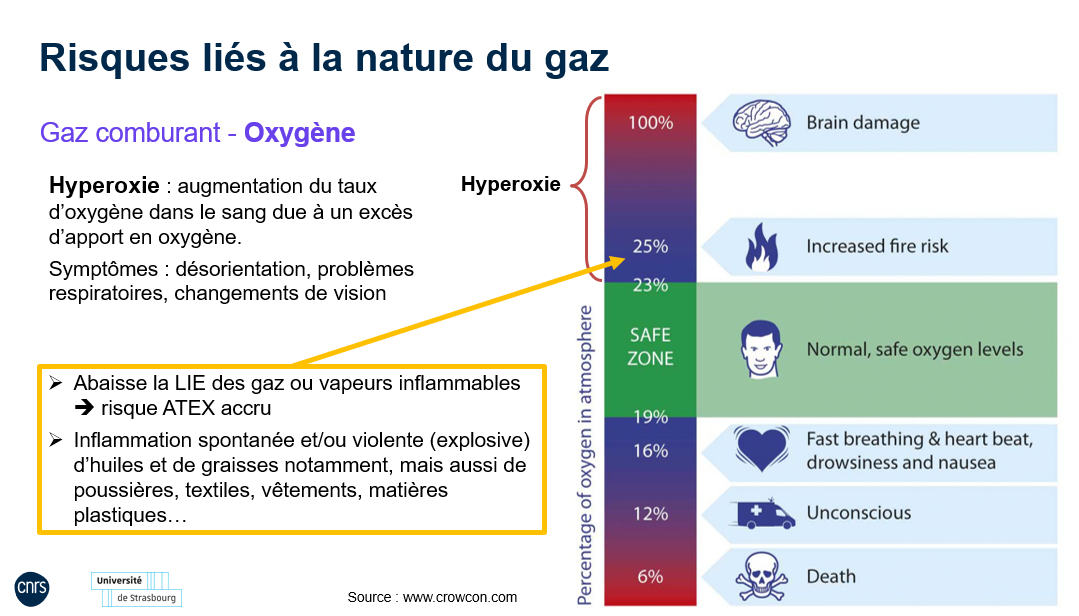 Risques liés à la nature du gaz
Gaz comburant - Oxygène
Hyperoxie : augmentation du taux
d’oxygène dans le sang due à un excès
d’apport en oxygène.
Symptômes : désorientation, problèmes
respiratoires, changements de vision
➢ Abaisse la LIE des gaz ou vapeurs inflammables
➔ risque ATEX accru
➢ Inflammation spontanée et/ou violente (explosive)
d’huiles et de graisses notamment, mais aussi de
poussières, textiles, vêtements, matières
plastiques…
Hyperoxie
Percentage of oxygen in atmosphere
100%
Brain damage
25%
Increased fire risk
23%
SAFE
ZONE
Normal, safe oxygen levels
19%
16%
Fast breathing & heart beat,
drowsiness and nausea
12%
Unconscious
6%
Death
cnrs
Université
de Strasbourg
Source : www.crowcon.com